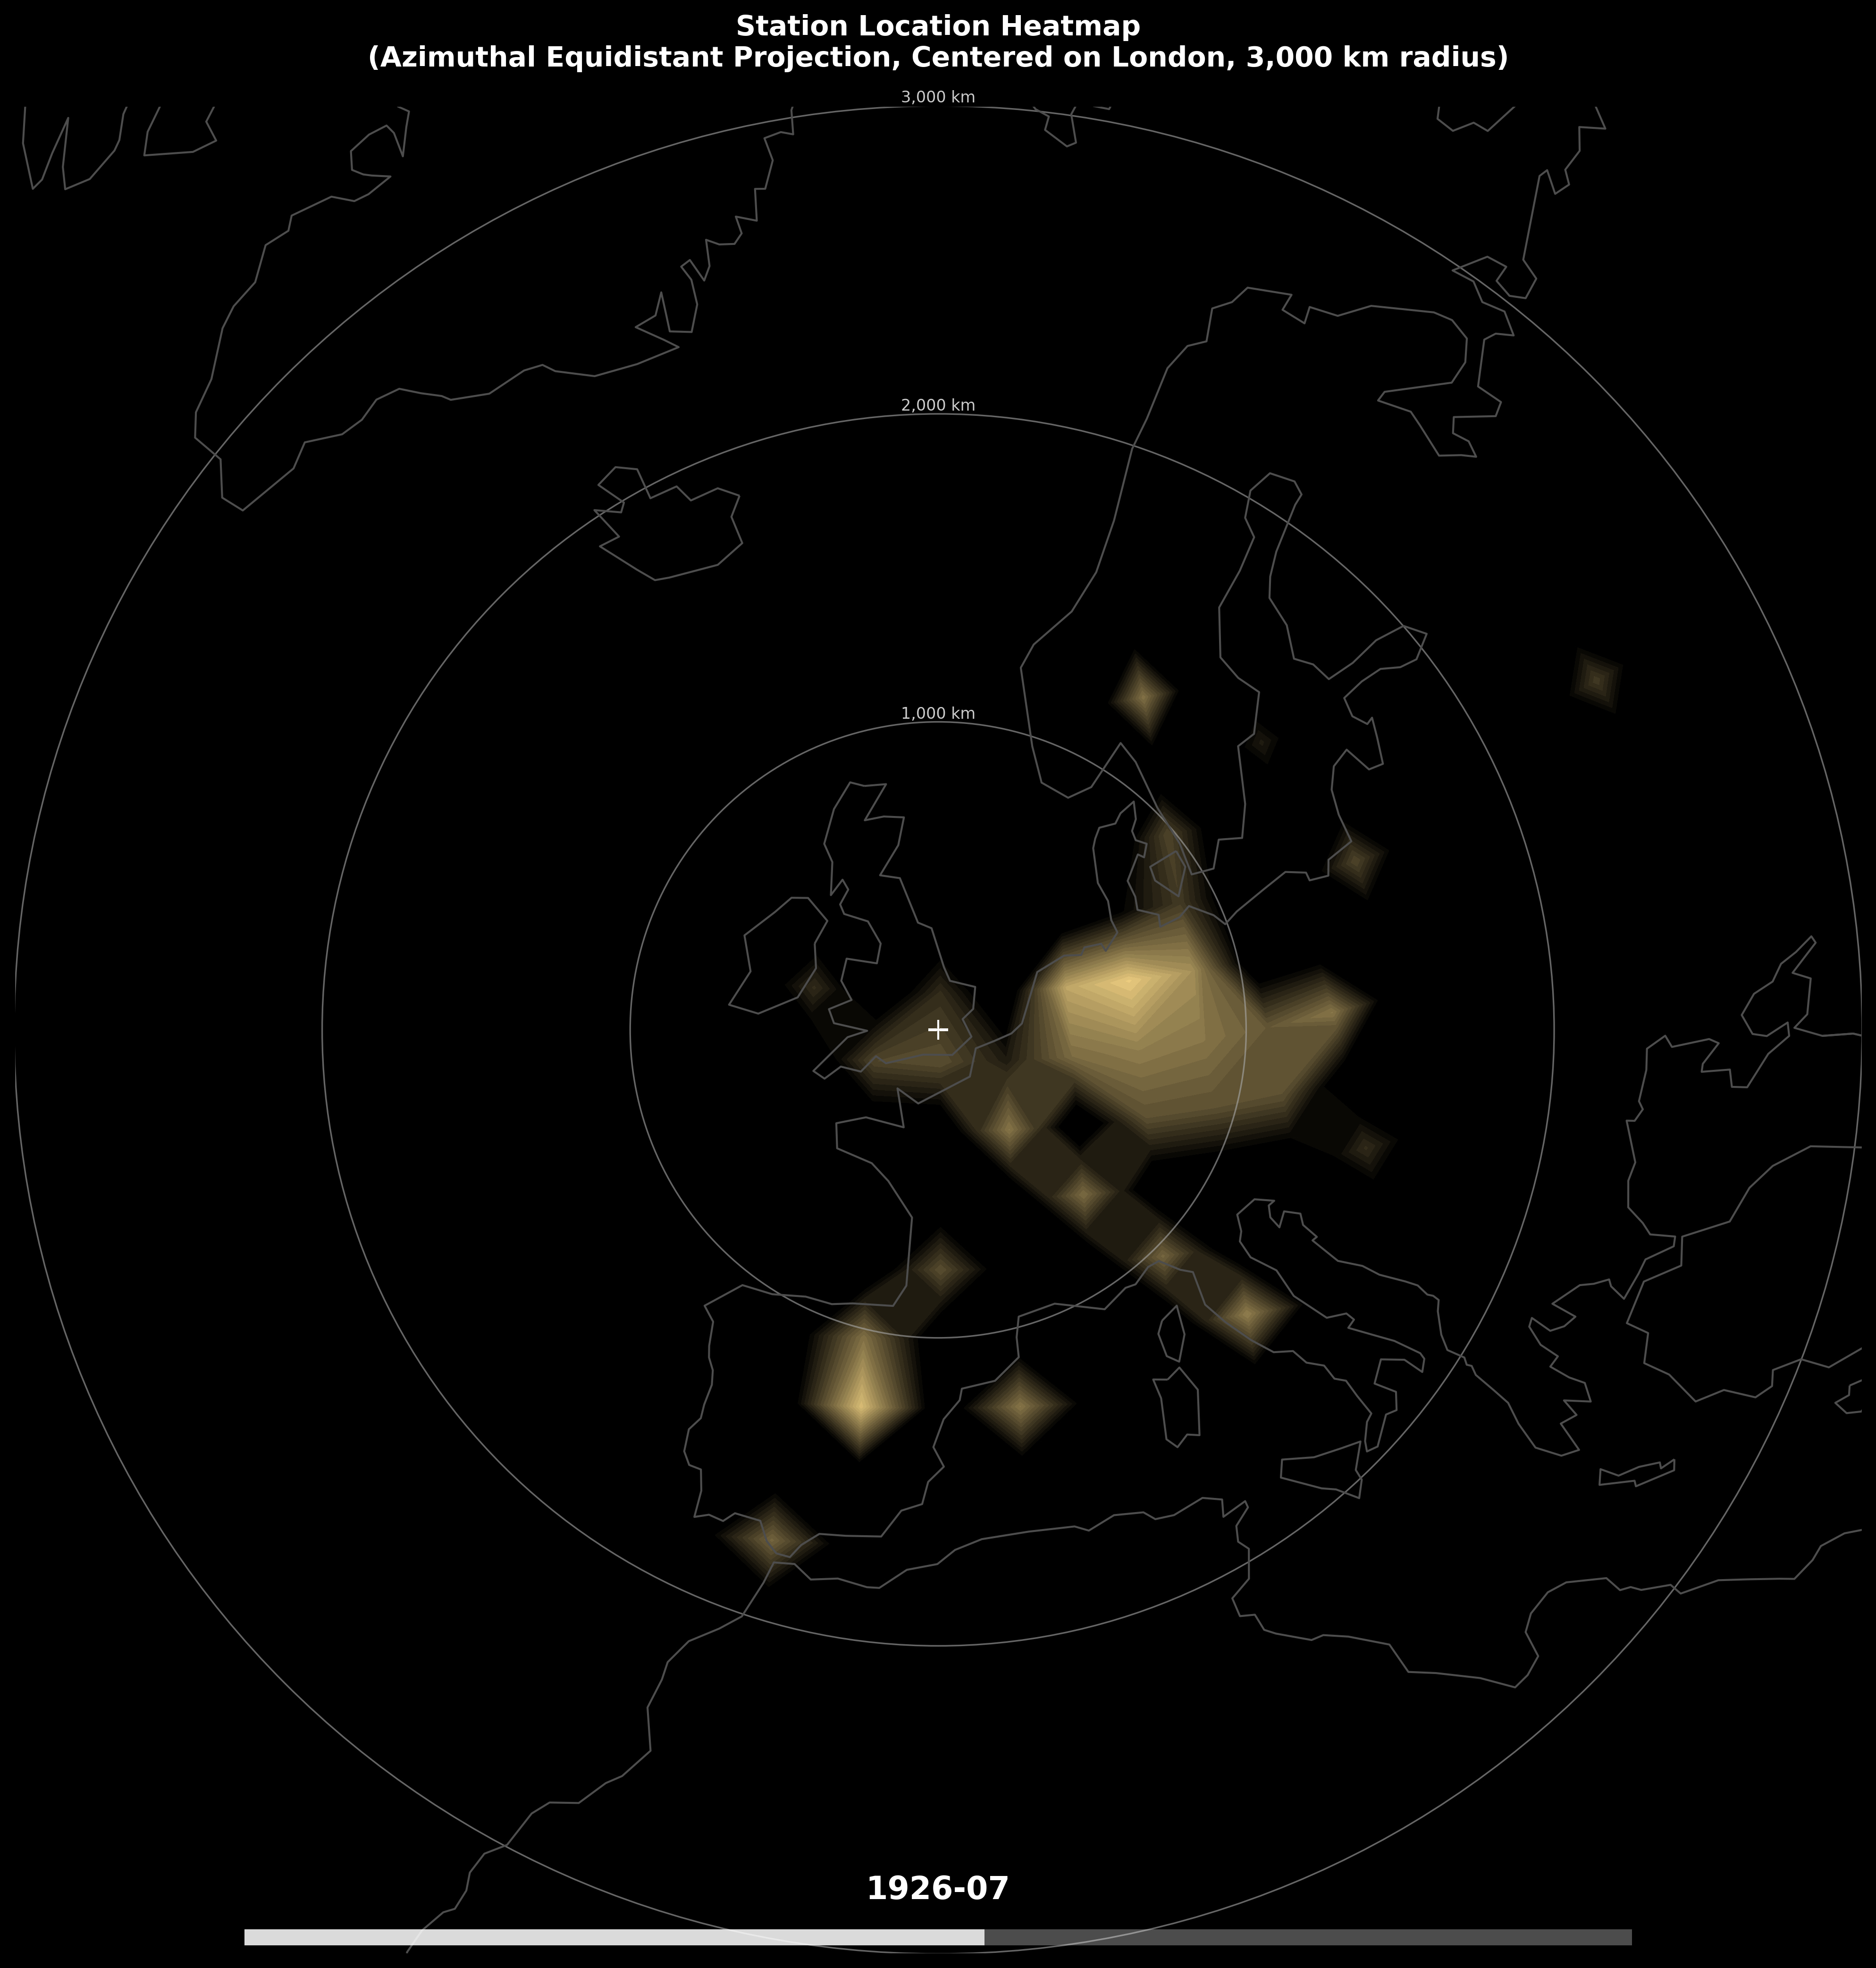 Station Location Heatmap
(Azimuthal Equidistant Projection, Centered on London, 3,000 km radius)
3,000 km
2,000 km
1,000 km
1926-07